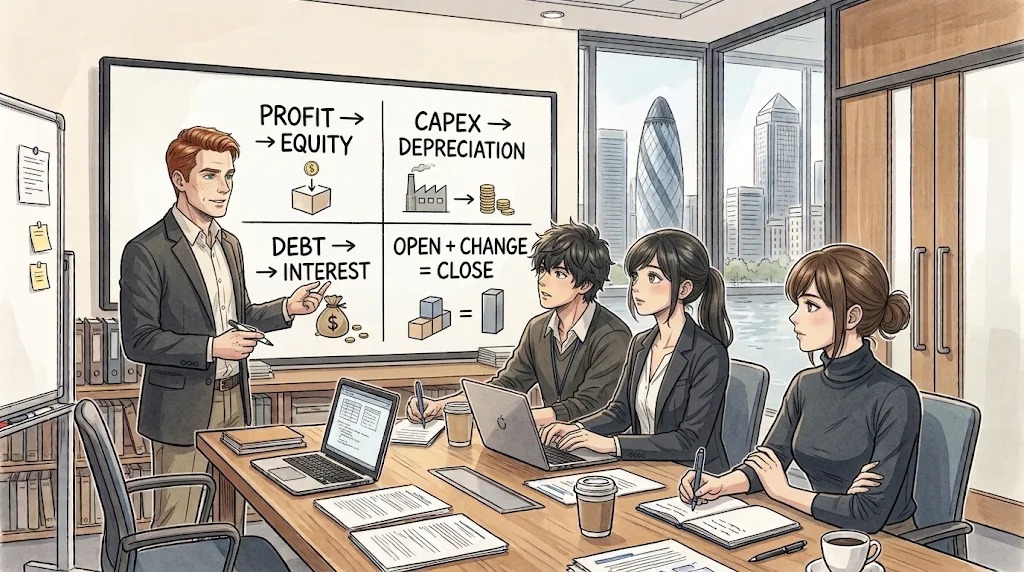 PROFIT →
→ EQUITY
$
CAPEX →
DEPRECIATION
→
DEBT →
→ INTEREST
$
OPEN + CHANGE
= CLOSE
=